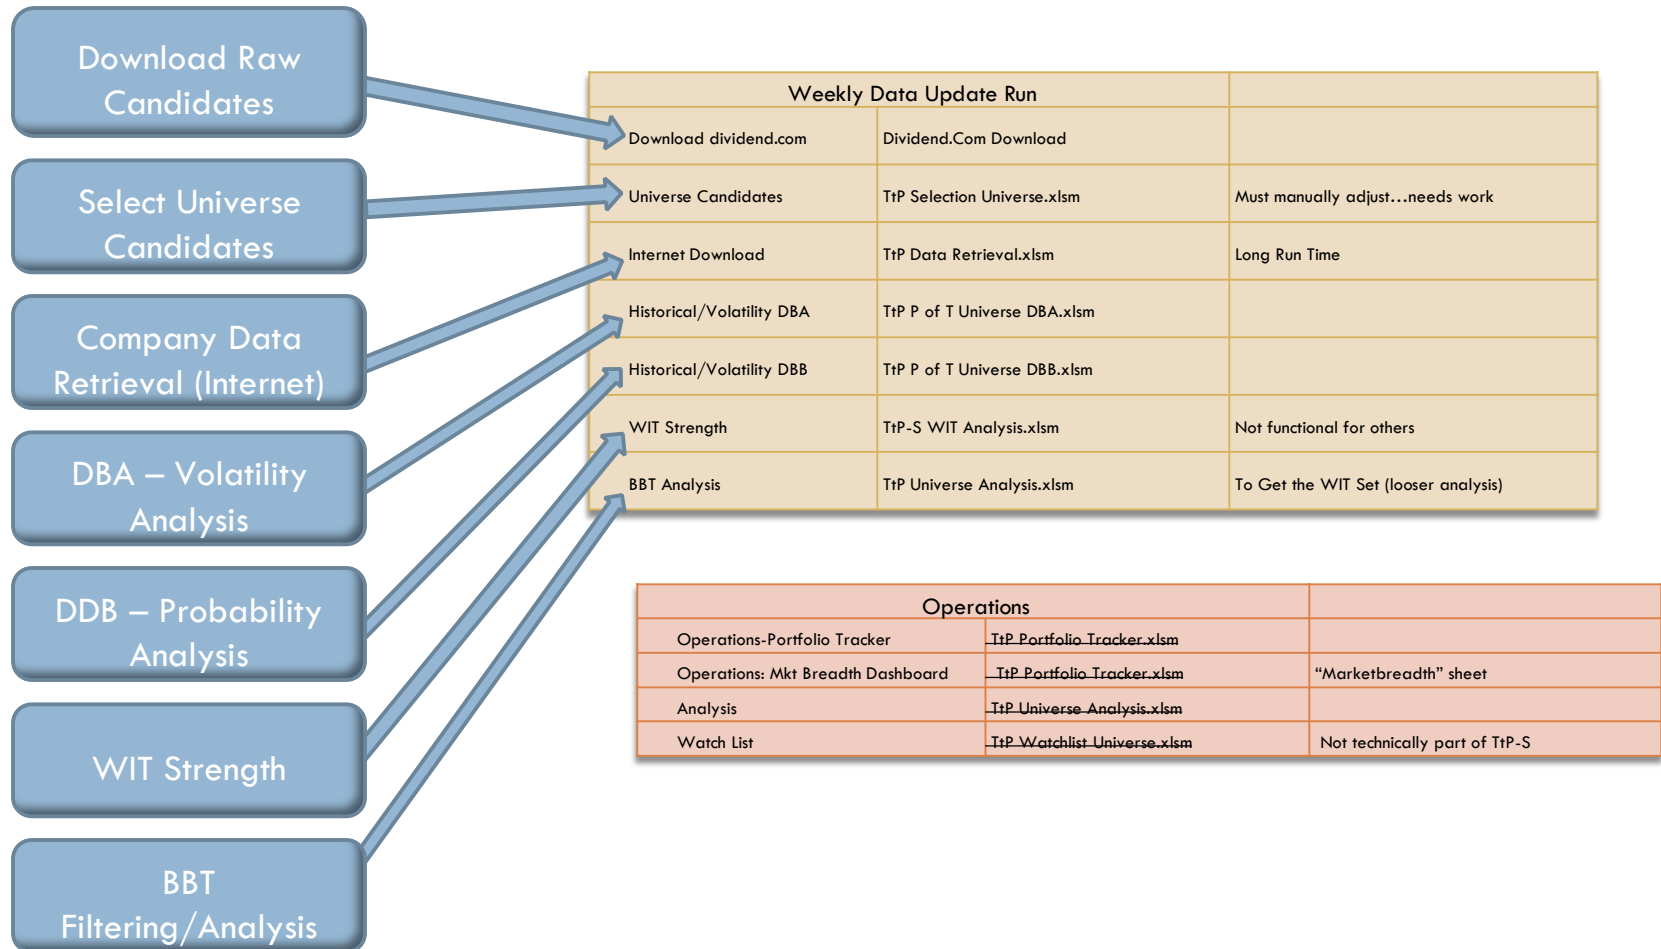 Download Raw
Candidates
Select Universe
Candidates
Company Data
Retrieval (Internet)
DBA – Volatility
Analysis
DDB – Probability
Analysis
WIT Strength
BBT
Filtering/Analysis
Weekly Data Update Run
Download dividend.com Dividend.Com Download
Universe Candidates TtP Selection Universe.xlsm Must manually adjust...needs work
Internet Download TtP Data Retrieval.xlsm Long Run Time
Historical/Volatility DBA TtP P of T Universe DBA.xlsm
Historical/Volatility DBB TtP P of T Universe DBB.xlsm
WIT Strength TtP-S WIT Analysis.xlsm Not functional for others
BBT Analysis TtP Universe Analysis.xlsm To Get the WIT Set (looser analysis)
Operations
Operations-Portfolio Tracker TtP Portfolio Tracker.xlsm
Operations: Mkt Breadth Dashboard TtP Portfolio Tracker.xlsm “Marketbreadth” sheet
Analysis TtP Universe Analysis.xlsm
Watch List TtP Watchlist Universe.xlsm Not technically part of TtP-S